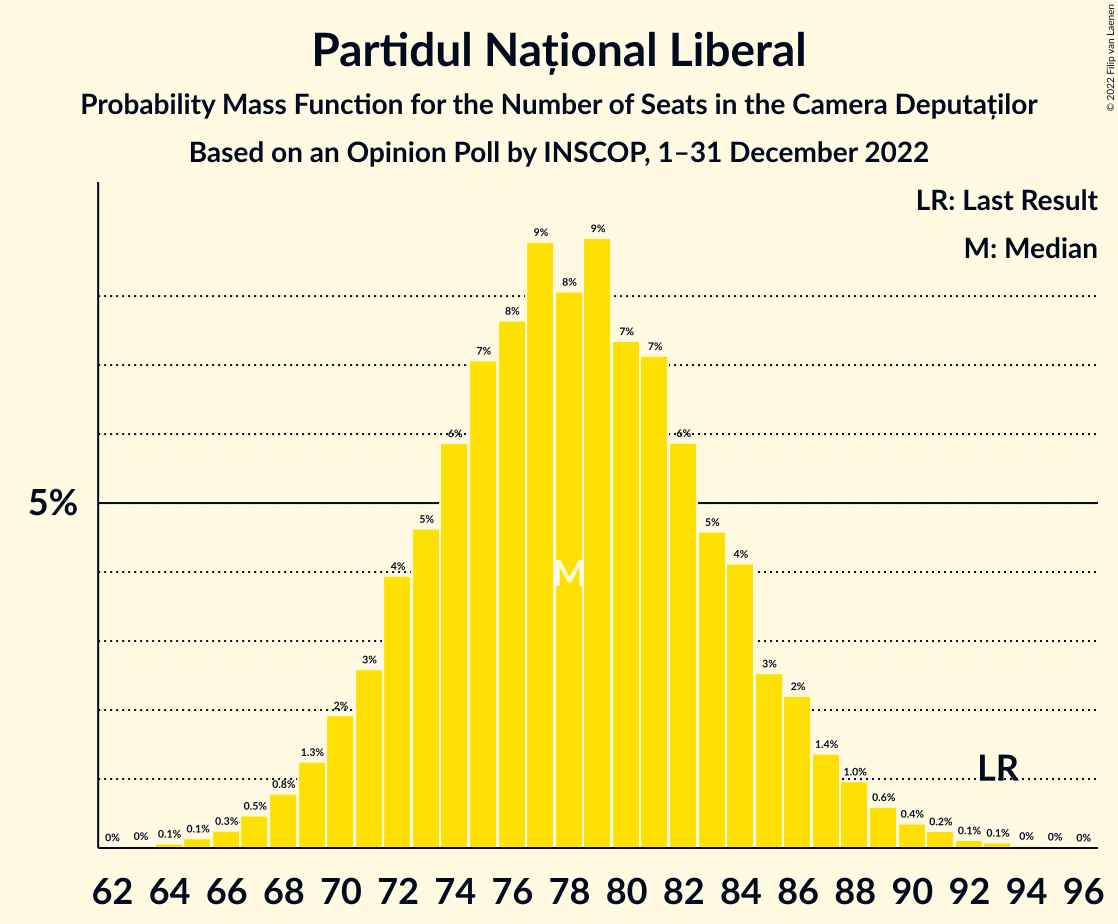 Partidul Național Liberal
Probability Mass Function for the Number of Seats in the Camera Deputaților
Based on an Opinion Poll by INSCOP, 1–31 December 2022
© 2022 Filip van Laenen
LR: Last Result
M: Median
5%
0% 0% 0.1% 0.1% 0.3% 0.5% 0.8% 1.3% 2% 3% 4% 5% 6% 7% 8% 9% 8% 9% 7% 7% 6% 5% 4% 3% 2% 1.4% 1.0% 0.6% 0.4% 0.2% 0.1% 0.1% 0% 0% 0%
M
LR
62 64 66 68 70 72 74 76 78 80 82 84 86 88 90 92 94 96